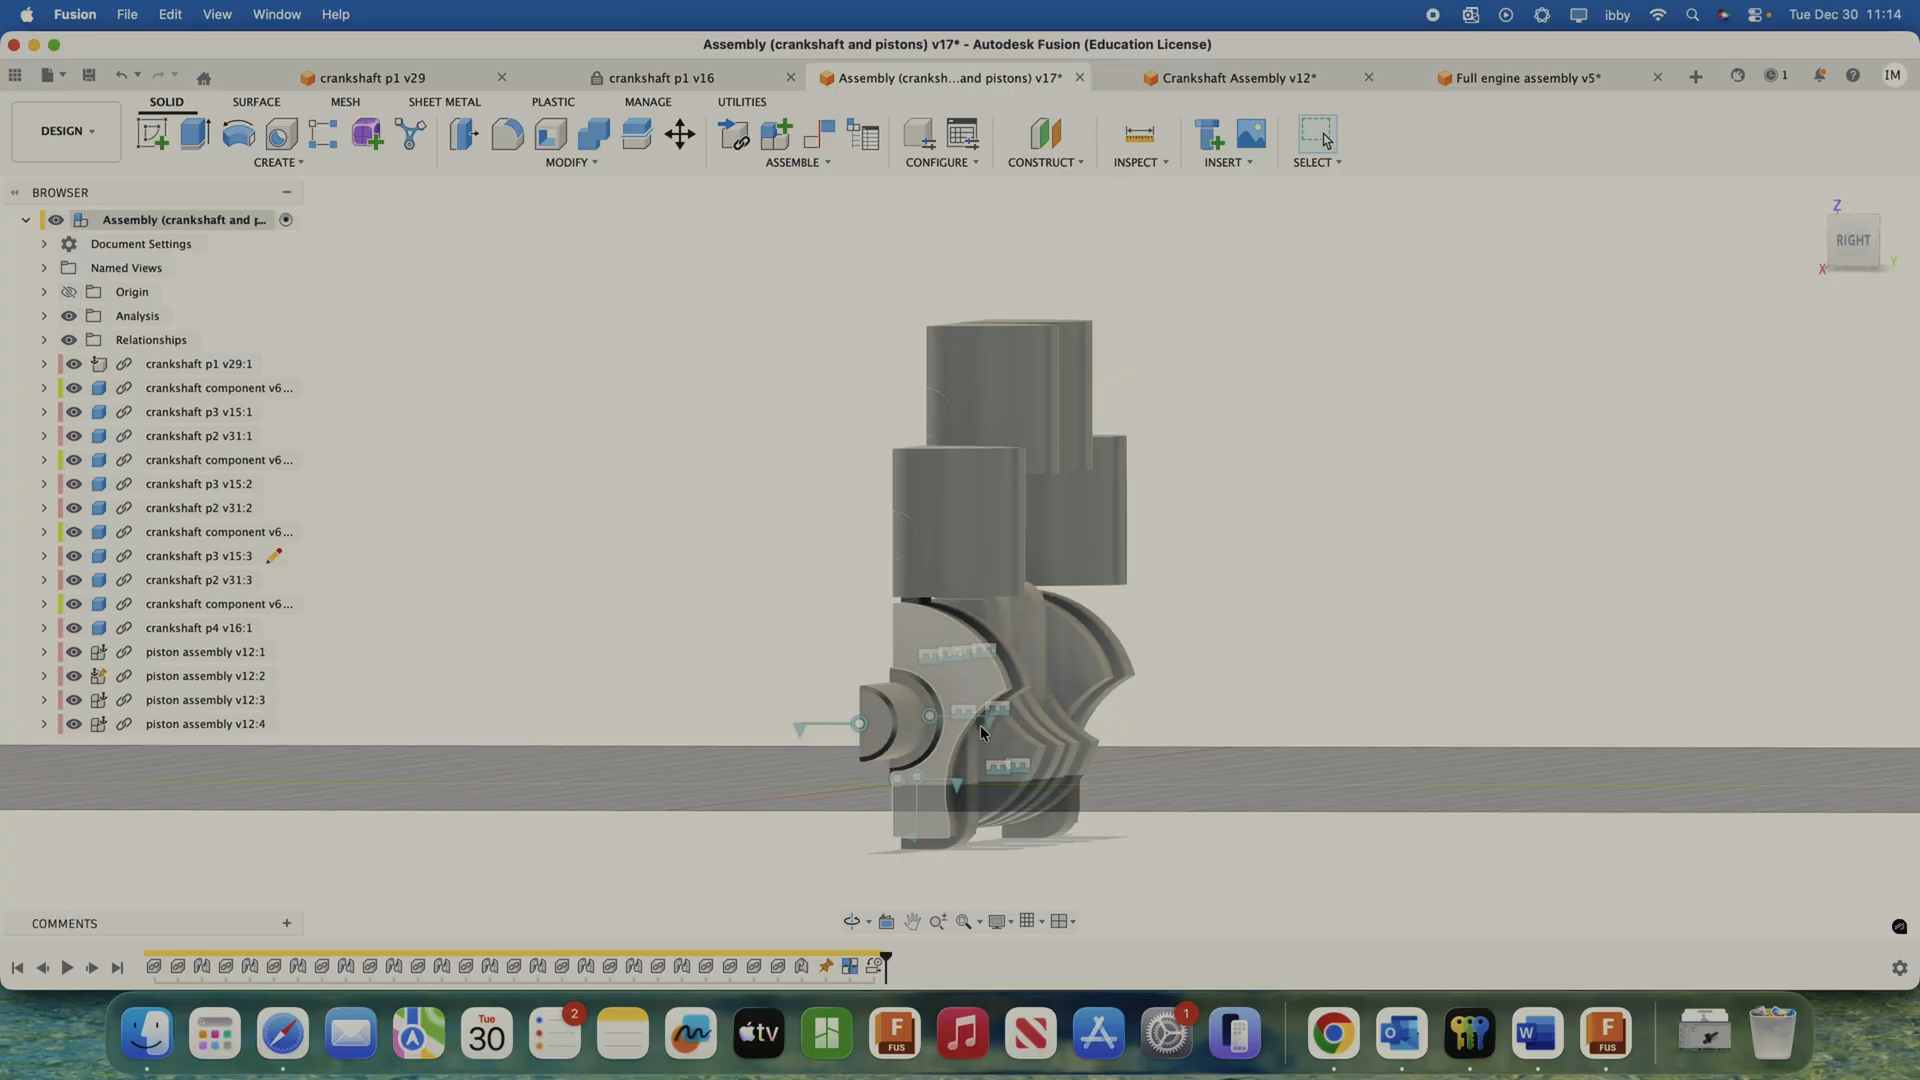 Fusion File Edit View Window Help
ibby Tue Dec 30 11:14
Assembly (crankshaft and pistons) v17* - Autodesk Fusion (Education License)
crankshaft p1 v29
crankshaft p1 v16
Assembly (cranksh...and pistons) v17*
Crankshaft Assembly v12*
Full engine assembly v5*
1
IM
SOLID SURFACE MESH SHEET METAL PLASTIC MANAGE UTILITIES
DESIGN
CREATE MODIFY ASSEMBLE CONFIGURE CONSTRUCT INSPECT INSERT SELECT
BROWSER
Assembly (crankshaft and p...
Document Settings
Named Views
Origin
Analysis
Relationships
crankshaft p1 v29:1
crankshaft component v6...
crankshaft p3 v15:1
crankshaft p2 v31:1
crankshaft component v6...
crankshaft p3 v15:2
crankshaft p2 v31:2
crankshaft component v6...
crankshaft p3 v15:3
crankshaft p2 v31:3
crankshaft component v6...
crankshaft p4 v16:1
piston assembly v12:1
piston assembly v12:2
piston assembly v12:3
piston assembly v12:4
Z
RIGHT
X
Y
COMMENTS
Tue
30
2
tv
F
FUS
1
W
F
FUS